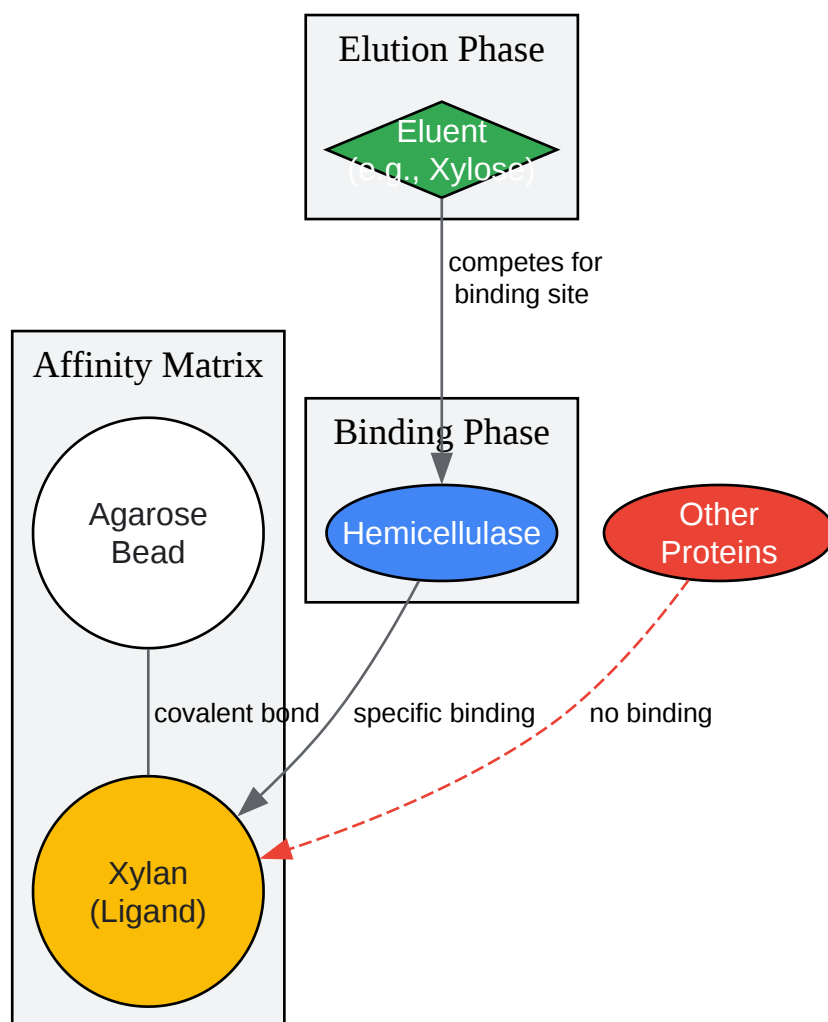 Elution Phase
Eluent
(e.g., Xylose)
competes for
binding site
Affinity Matrix
Agarose
Bead
Binding Phase
Hemicellulase
Other
Proteins
covalent bond
specific binding
no binding
Xylan
(Ligand)